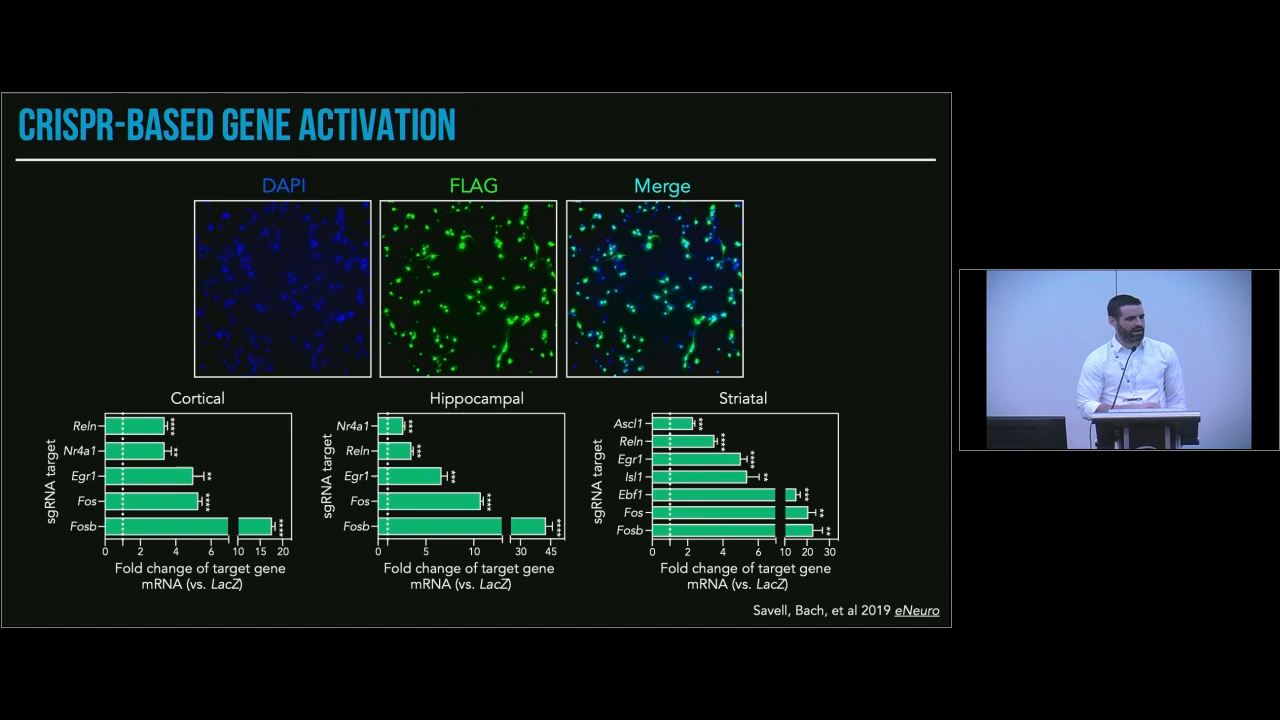 CRISPR-BASED GENE ACTIVATION
DAPI
FLAG
Merge
Cortical
sgRNA target
Reln
****
Nr4a1
**
Egr1
**
Fos
****
Fosb
****
0 2 4 6 10 15 20
Fold change of target gene
mRNA (vs. LacZ)
Hippocampal
sgRNA target
Nr4a1
***
Reln
***
Egr1
***
Fos
****
Fosb
****
0 5 10 30 45
Fold change of target gene
mRNA (vs. LacZ)
Striatal
sgRNA target
Ascl1
***
Reln
****
Egr1
****
Isl1
**
Ebf1
***
Fos
**
Fosb
**
0 2 4 6 10 20 30
Fold change of target gene
mRNA (vs. LacZ)
Savell, Bach, et al 2019 eNeuro